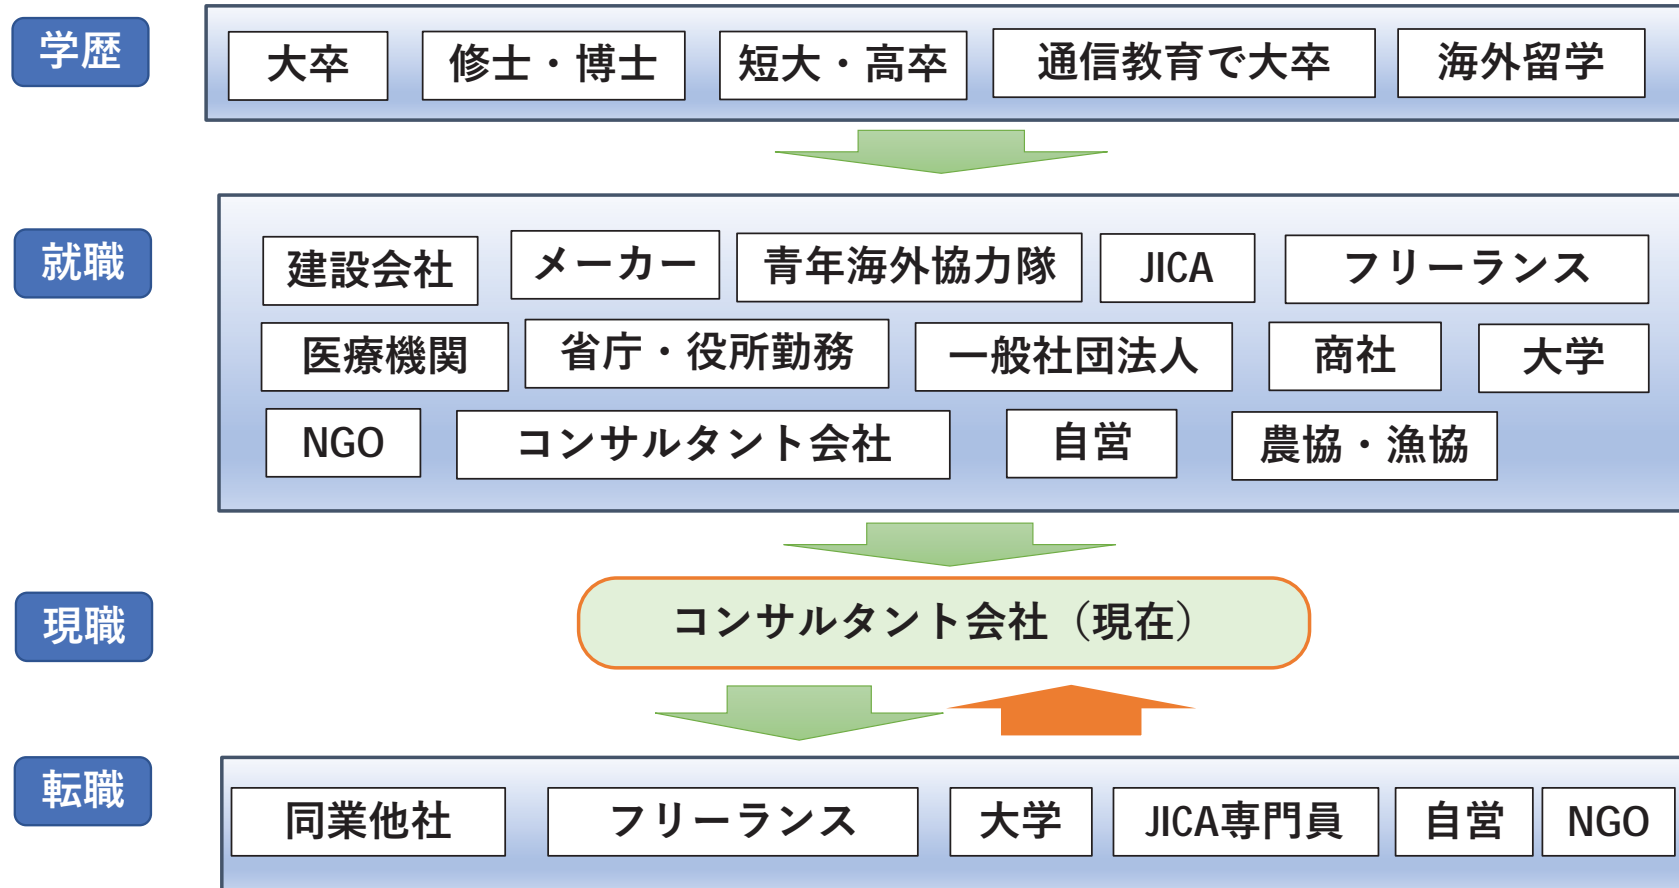 学歴
大卒 修士・博士 短大・高卒 通信教育で大卒 海外留学
就職
建設会社 メーカー 青年海外協力隊 JICA フリーランス
医療機関 省庁・役所勤務 一般社団法人 商社 大学
NGO コンサルタント会社 自営 農協・漁協
現職
コンサルタント会社（現在）
転職
同業他社 フリーランス 大学 JICA専門員 自営 NGO